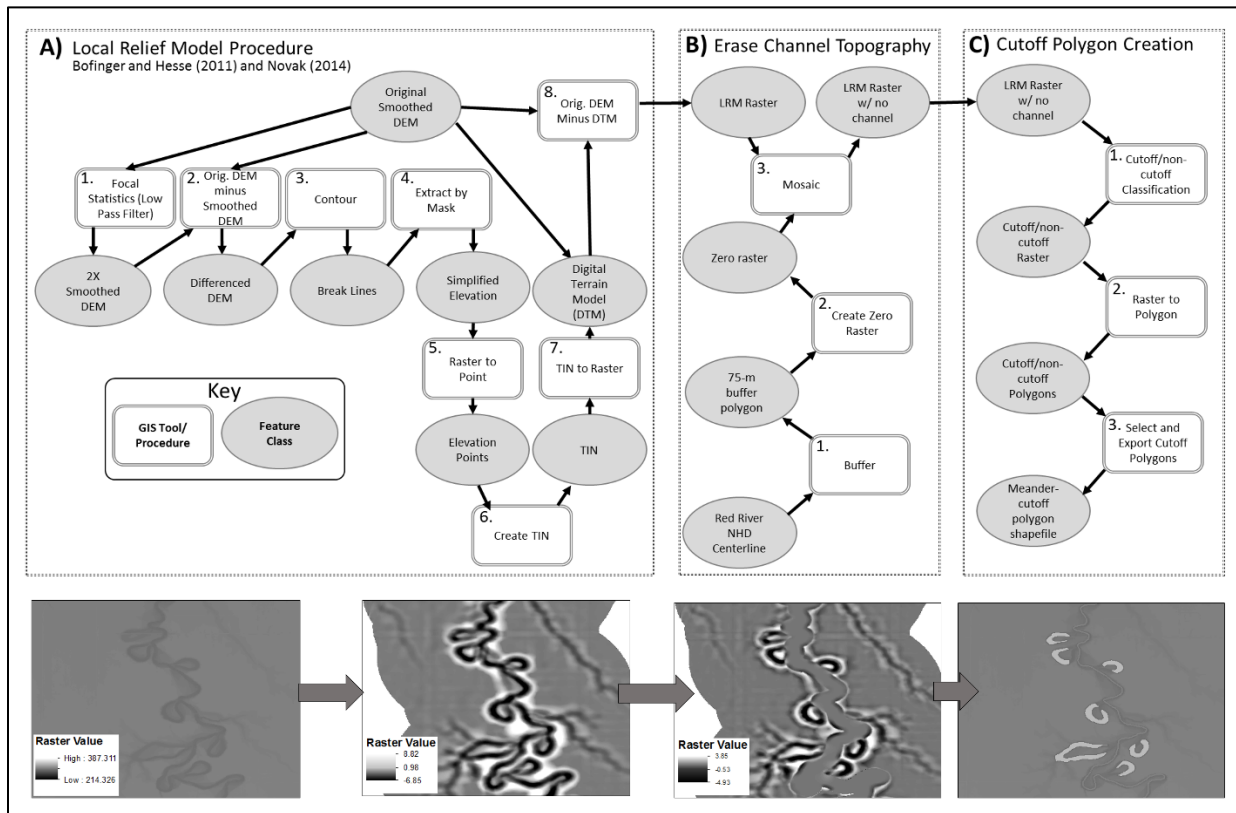 A) Local Relief Model Procedure
Bofinger and Hesse (2011) and Novak (2014)
Original
Smoothed
DEM
8.
Orig. DEM
Minus DTM
1.
Focal
Statistics (Low
Pass Filter)
2.
Orig. DEM
minus
Smoothed
DEM
3.
Contour
4.
Extract by
Mask
2X
Smoothed
DEM
Differenced
DEM
Break Lines
Simplified
Elevation
Digital
Terrain
Model
(DTM)
5.
Raster to
Point
7.
TIN to Raster
Elevation
Points
TIN
6.
Create TIN
Key
GIS Tool/
Procedure
Feature
Class
B) Erase Channel Topography
LRM Raster
LRM Raster
w/ no
channel
3.
Mosaic
Zero raster
2.
Create Zero
Raster
75-m
buffer
polygon
1.
Buffer
Red River
NHD
Centerline
C) Cutoff Polygon Creation
LRM Raster
w/ no
channel
1.
Cutoff/non-
cutoff
Classification
Cutoff/non-
cutoff
Raster
2.
Raster to
Polygon
Cutoff/non-
cutoff
Polygons
3.
Select and
Export Cutoff
Polygons
Meander-
cutoff
polygon
shapefile
Raster Value
High : 387.311
Low : 214.326
Raster Value
8.82
0.98
-6.85
Raster Value
3.85
-0.53
-4.93